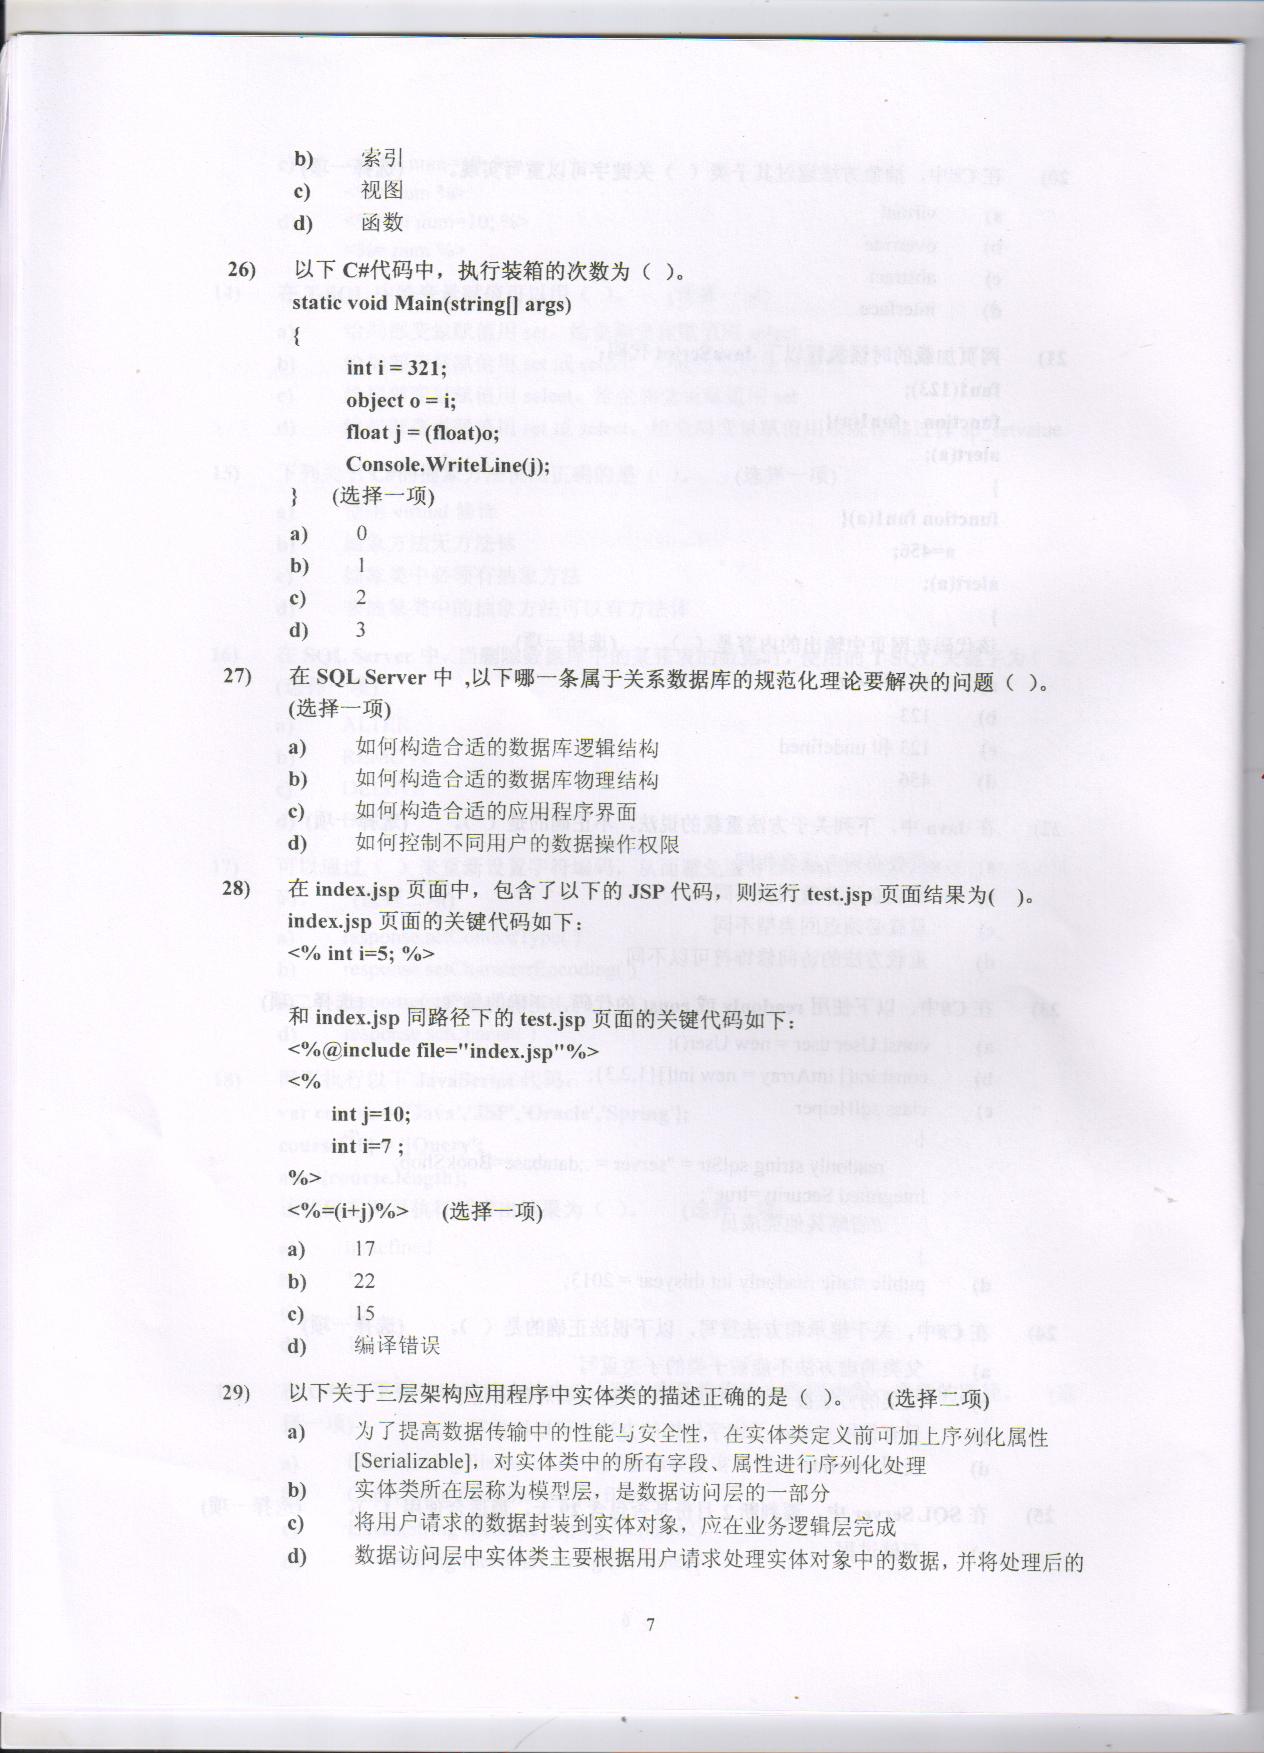 b) 索引
c) 视图
d) 函数
26) 以下 C#代码中，执行装箱的次数为（ ）。
static void Main(string[] args)
{
int i = 321;
object o = i;
float j = (float)o;
Console.WriteLine(j);
} (选择一项)
a) 0
b) 1
c) 2
d) 3
27) 在 SQL Server 中 ,以下哪一条属于关系数据库的规范化理论要解决的问题（ ）。
(选择一项)
a) 如何构造合适的数据库逻辑结构
b) 如何构造合适的数据库物理结构
c) 如何构造合适的应用程序界面
d) 如何控制不同用户的数据操作权限
28) 在 index.jsp 页面中，包含了以下的 JSP 代码，则运行 test.jsp 页面结果为( )。
index.jsp 页面的关键代码如下：
<% int i=5; %>
和 index.jsp 同路径下的 test.jsp 页面的关键代码如下：
<%@include file="index.jsp"%>
<%
int j=10;
int i=7 ;
%>
<%=(i+j)%> (选择一项)
a) 17
b) 22
c) 15
d) 编译错误
29) 以下关于三层架构应用程序中实体类的描述正确的是（ ）。 (选择二项)
a) 为了提高数据传输中的性能与安全性，在实体类定义前可加上序列化属性
[Serializable]，对实体类中的所有字段、属性进行序列化处理
b) 实体类所在层称为模型层，是数据访问层的一部分
c) 将用户请求的数据封装到实体对象，应在业务逻辑层完成
d) 数据访问层中实体类主要根据用户请求处理实体对象中的数据，并将处理后的
7